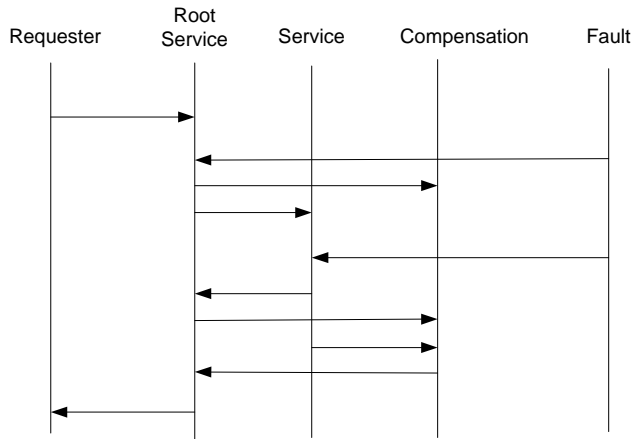 Requester
Root
Service
Service
Compensation
Fault